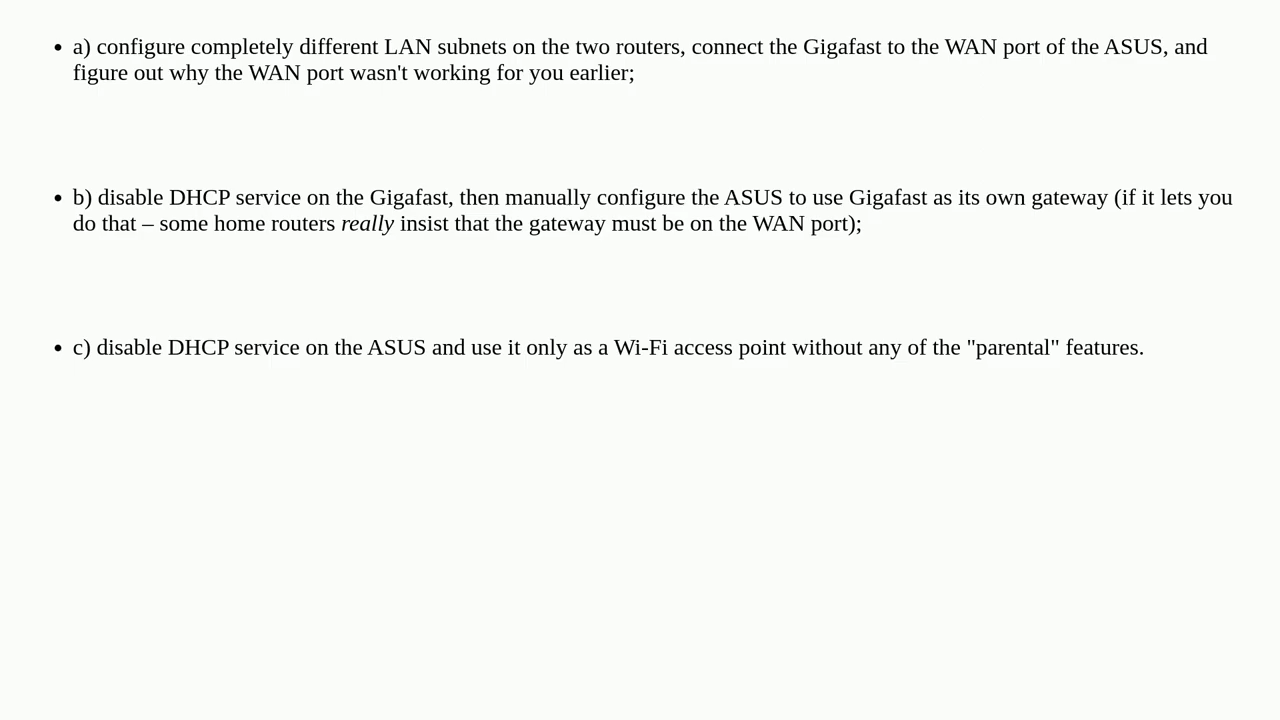 • a) configure completely different LAN subnets on the two routers, connect the Gigafast to the WAN port of the ASUS, and
figure out why the WAN port wasn't working for you earlier;
• b) disable DHCP service on the Gigafast, then manually configure the ASUS to use Gigafast as its own gateway (if it lets you
do that – some home routers really insist that the gateway must be on the WAN port);
• c) disable DHCP service on the ASUS and use it only as a Wi-Fi access point without any of the "parental" features.